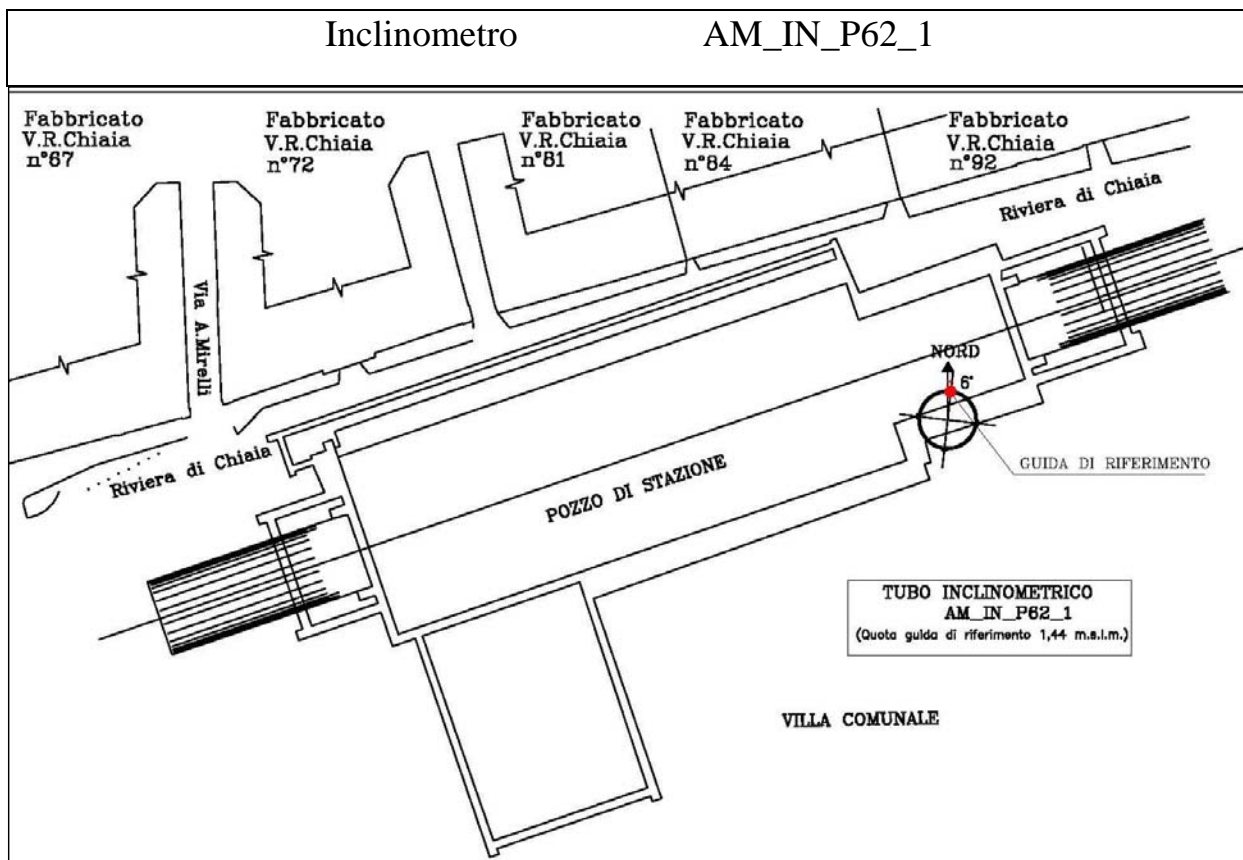 Inclinometro AM_IN_P62_1
Fabbricato
V.R.Chiaia
n°67
Fabbricato
V.R.Chiaia
n°72
Fabbricato
V.R.Chiaia
n°81
Fabbricato
V.R.Chiaia
n°84
Fabbricato
V.R.Chiaia
n°92
Riviera di Chiaia
Via A.Mirelli
NORD
6°
Riviera di Chiaia
GUIDA DI RIFERIMENTO
POZZO DI STAZIONE
TUBO INCLINOMETRICO
AM_IN_P62_1
(Quota guida di riferimento 1,44 m.s.l.m.)
VILLA COMUNALE